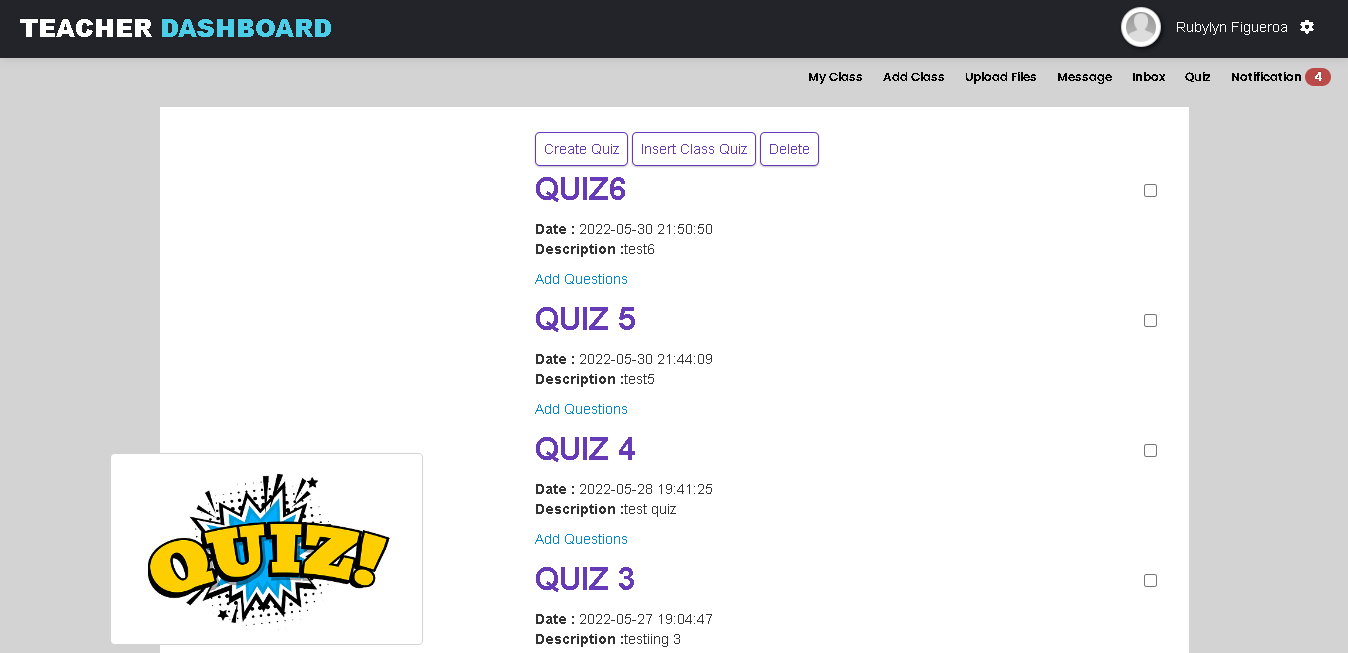 TEACHER DASHBOARD
Rubylyn Figueroa
My Class Add Class Upload Files Message Inbox Quiz Notification 4
Create Quiz Insert Class Quiz Delete
QUIZ6
Date : 2022-05-30 21:50:50
Description :test6
Add Questions
QUIZ 5
Date : 2022-05-30 21:44:09
Description :test5
Add Questions
QUIZ 4
Date : 2022-05-28 19:41:25
Description :test quiz
Add Questions
QUIZ!
QUIZ 3
Date : 2022-05-27 19:04:47
Description :testiing 3